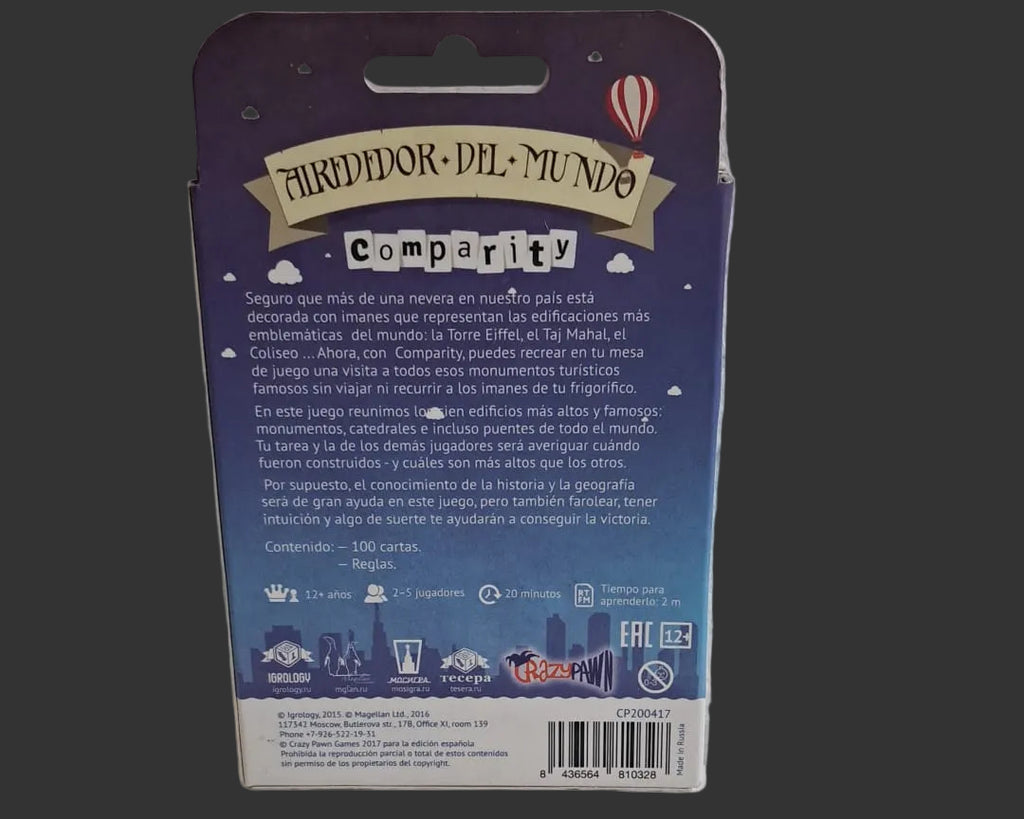 ALREDEDOR • DEL • MUNDO
comparity
Seguro que más de una nevera en nuestro país está
decorada con imanes que representan las edificaciones más
emblemáticas del mundo: la Torre Eiffel, el Taj Mahal, el
Coliseo ... Ahora, con Comparity, puedes recrear en tu mesa
de juego una visita a todos esos monumentos turísticos
famosos sin viajar ni recurrir a los imanes de tu frigorífico.
En este juego reunimos los cien edificios más altos y famosos:
monumentos, catedrales e incluso puentes de todo el mundo.
Tu tarea y la de los demás jugadores será averiguar cuándo
fueron construidos - y cuáles son más altos que los otros.
Por supuesto, el conocimiento de la historia y la geografía
será de gran ayuda en este juego, pero también farolear, tener
intuición y algo de suerte te ayudarán a conseguir la victoria.
Contenido: — 100 cartas.
— Reglas.
12+ años 2–5 jugadores 20 minutos RTFM Tiempo para
aprenderlo: 2 m
EAC 12+
IGROLOGY МОСИГРА тесера CRAZYPAWN 0-3
igrology.ru mglan.ru mosigra.ru tesera.ru
© Igrology, 2015. © Magellan Ltd., 2016
117342 Moscow, Butlerova str., 17B, Office XI, room 139
Phone +7-926-522-19-31
© Crazy Pawn Games 2017 para la edición española
Prohibida la reproducción parcial o total de estos contenidos
sin permiso de los propietarios del copyright.
CP200417
8 436564 810328
Made in Russia